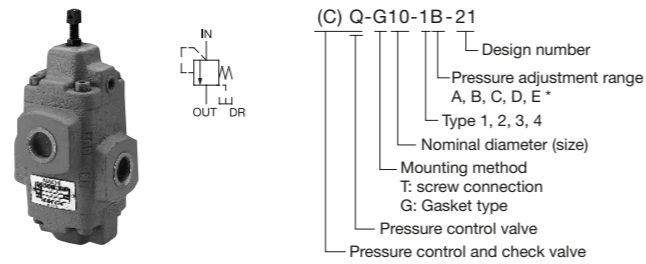 (C) Q-G10-1B-21
IN
OUT
DR
Design number
Pressure adjustment range
A, B, C, D, E *
Type 1, 2, 3, 4
Nominal diameter (size)
Mounting method
T: screw connection
G: Gasket type
Pressure control valve
Pressure control and check valve
NACHI